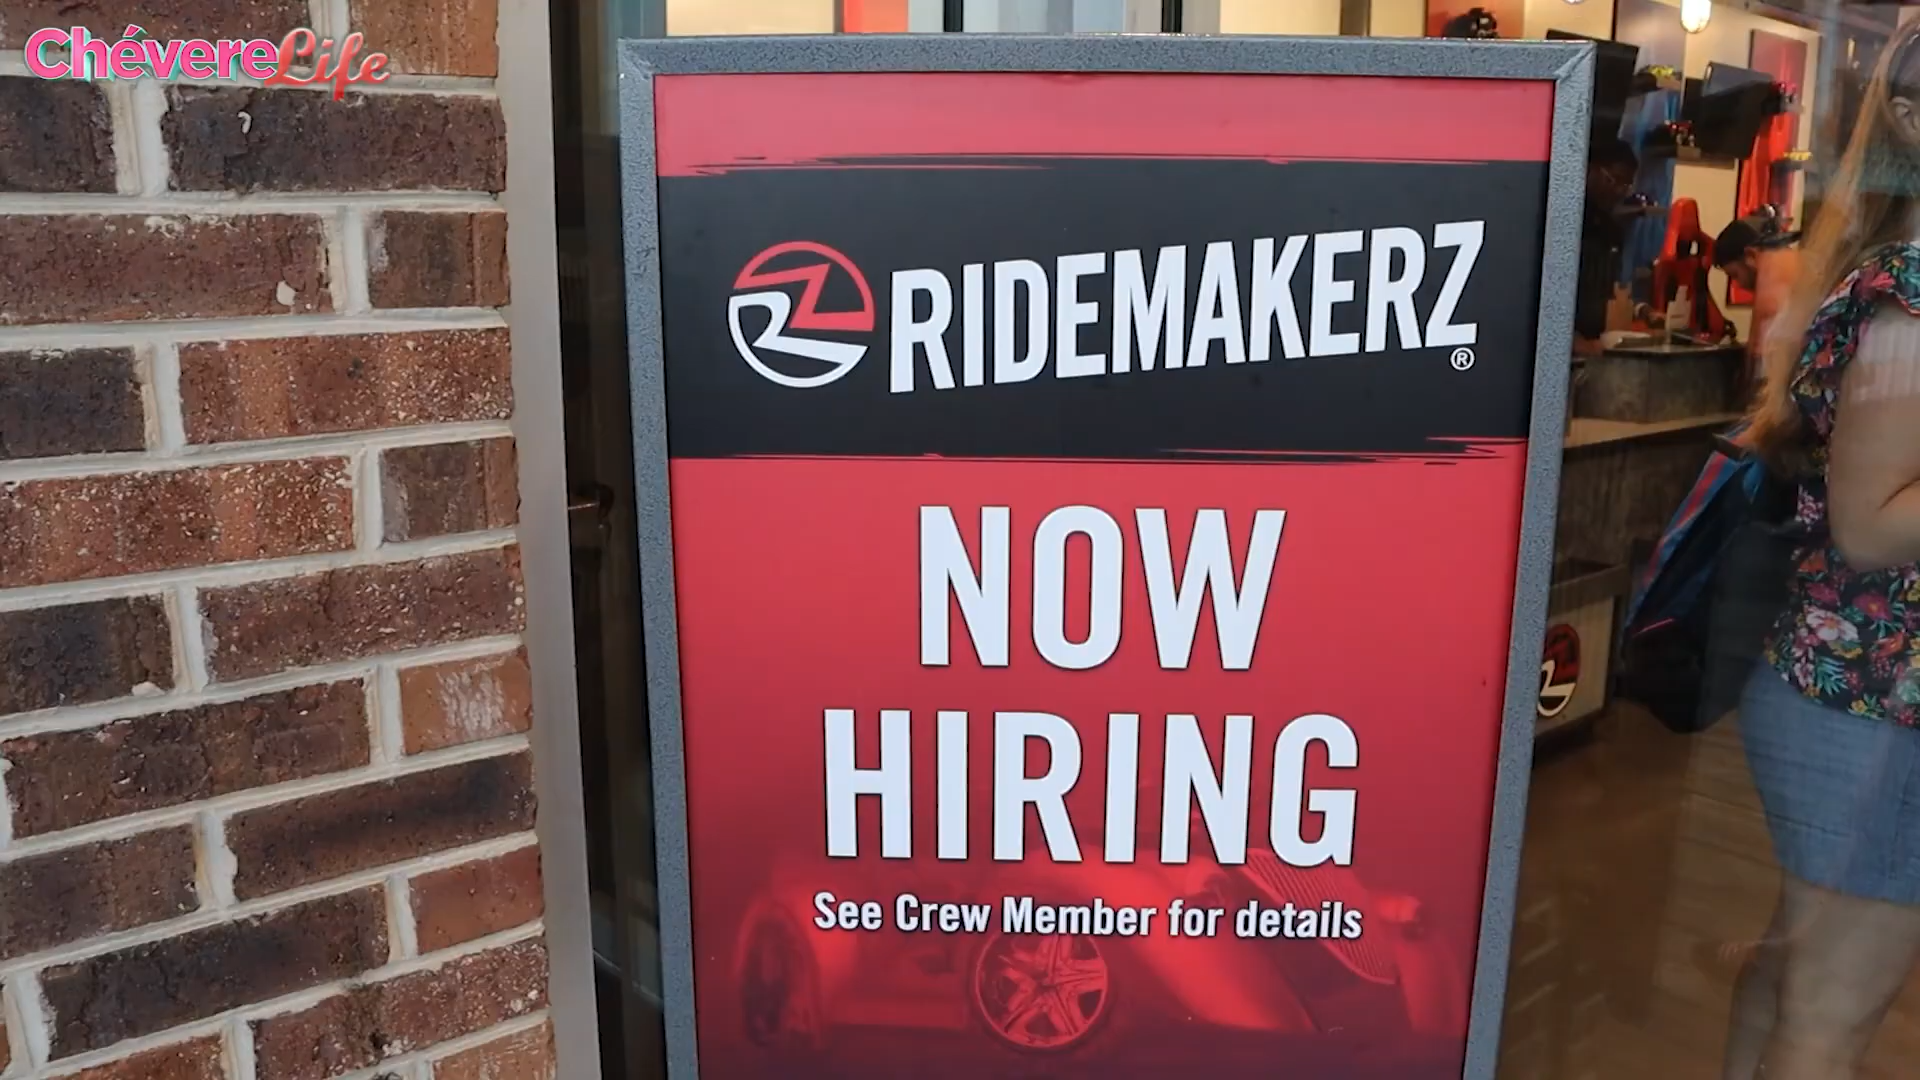 ChévereLife
RIDEMAKERZ®
NOW
HIRING
See Crew Member for details